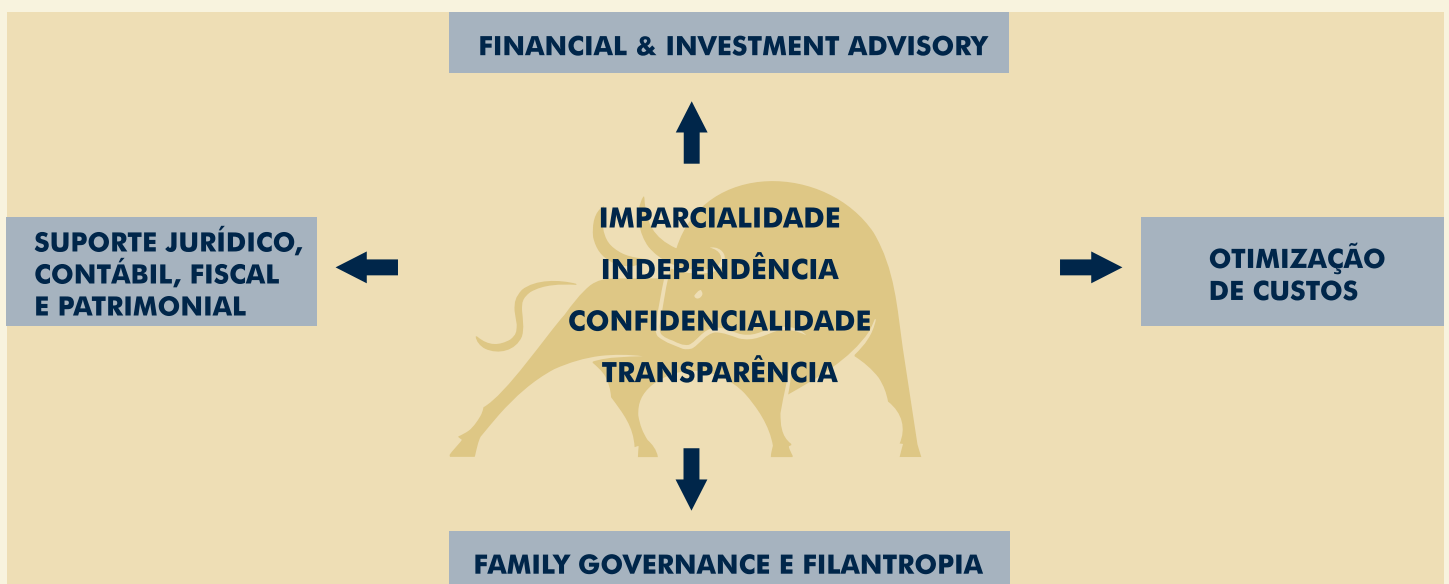 FINANCIAL & INVESTMENT ADVISORY
IMPARCIALIDADE
INDEPENDÊNCIA
CONFIDENCIALIDADE
TRANSPARÊNCIA
SUPORTE JURÍDICO,
CONTÁBIL, FISCAL
E PATRIMONIAL
OTIMIZAÇÃO
DE CUSTOS
FAMILY GOVERNANCE E FILANTROPIA